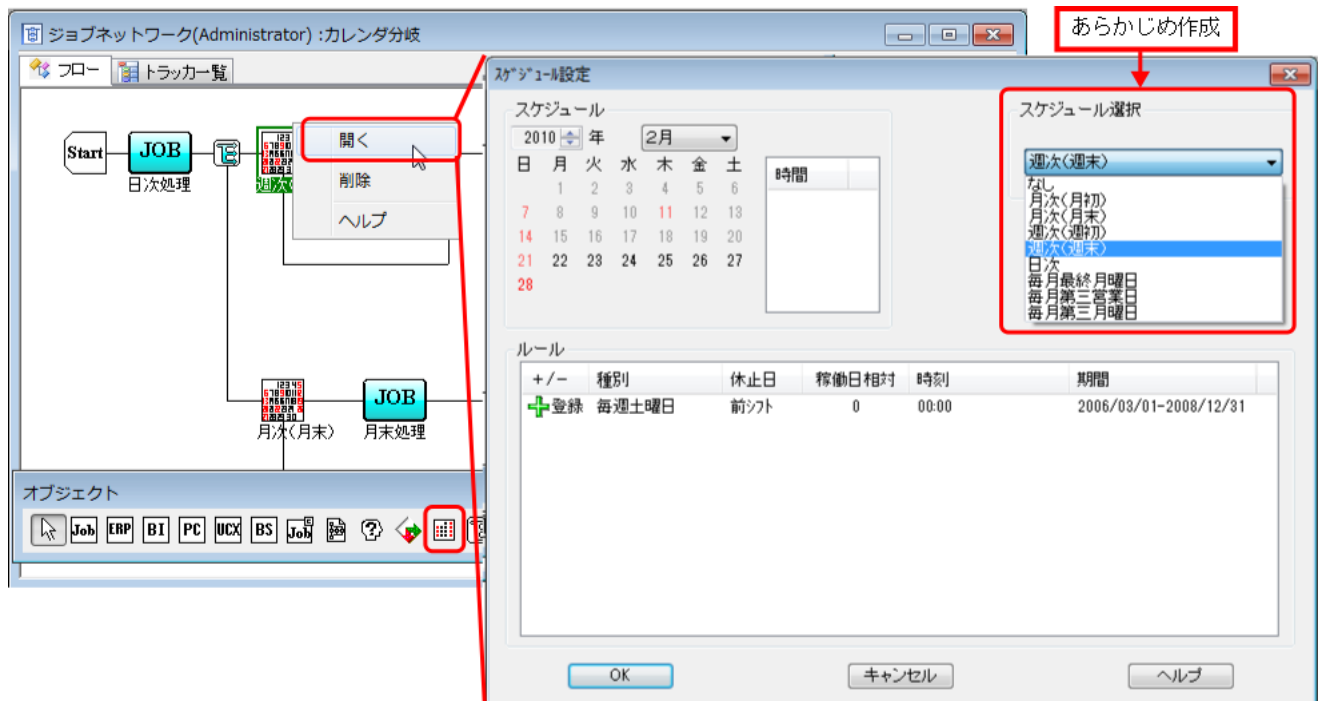 あらかじめ作成
ジョブネットワーク(Administrator) :カレンダ分岐
フロー トラッカー覧
Start
JOB
日次処理
週次(
開く
削除
ヘルプ
月次(月末)
JOB
月末処理
オブジェクト
Job ERP BI PC UCX BS Job
スケジュール設定
スケジュール
2010 年 2月
日 月 火 水 木 金 土
1 2 3 4 5 6
7 8 9 10 11 12 13
14 15 16 17 18 19 20
21 22 23 24 25 26 27
28
時間
スケジュール選択
週次(週末)
なし
月次(月初)
月次(月末)
週次(週初)
週次(週末)
日次
毎月最終月曜日
毎月第三営業日
毎月第三月曜日
ルール
+/- 種別 休止日 稼働日相対 時刻 期間
登録 毎週土曜日 前シフト 0 00:00 2006/03/01-2008/12/31
OK キャンセル ヘルプ